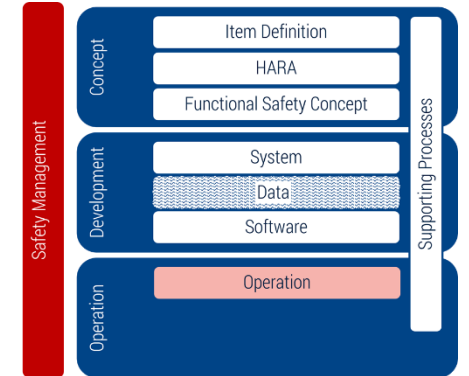 Safety Management
Concept
Item Definition
HARA
Functional Safety Concept
Development
System
Data
Software
Operation
Operation
Supporting Processes